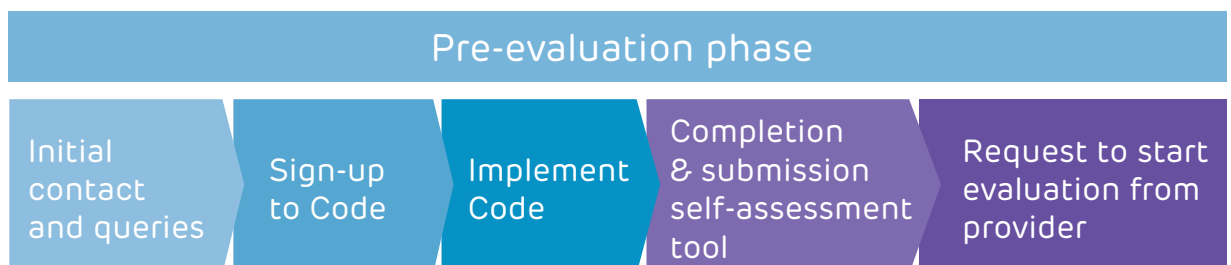 Pre-evaluation phase
Initial
contact
and queries
Sign-up
to Code
Implement
Code
Completion
& submission
self-assessment
tool
Request to start
evaluation from
provider